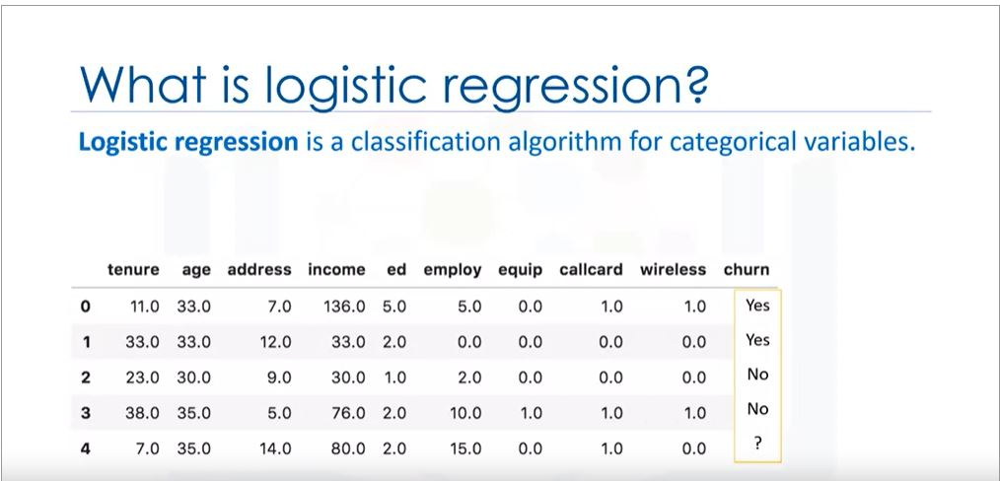 What is logistic regression?
Logistic regression is a classification algorithm for categorical variables.
tenure age address income ed employ equip callcard wireless churn
0 11.0 33.0 7.0 136.0 5.0 5.0 0.0 1.0 1.0 Yes
1 33.0 33.0 12.0 33.0 2.0 0.0 0.0 0.0 0.0 Yes
2 23.0 30.0 9.0 30.0 1.0 2.0 0.0 0.0 0.0 No
3 38.0 35.0 5.0 76.0 2.0 10.0 1.0 1.0 1.0 No
4 7.0 35.0 14.0 80.0 2.0 15.0 0.0 1.0 0.0 ?